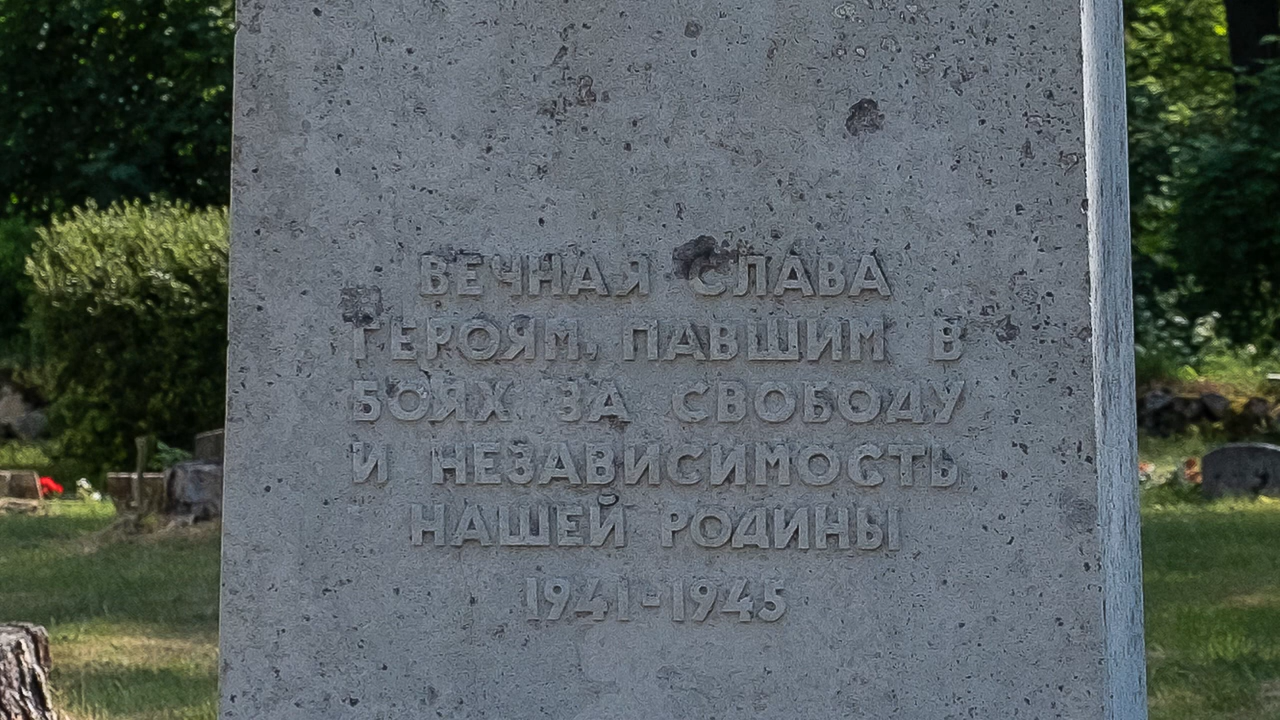 ВЕЧНАЯ СЛАВА
ГЕРОЯМ, ПАВШИМ В
БОЯХ ЗА СВОБОДУ
И НЕЗАВИСИМОСТЬ
НАШЕЙ РОДИНЫ
1941-1945